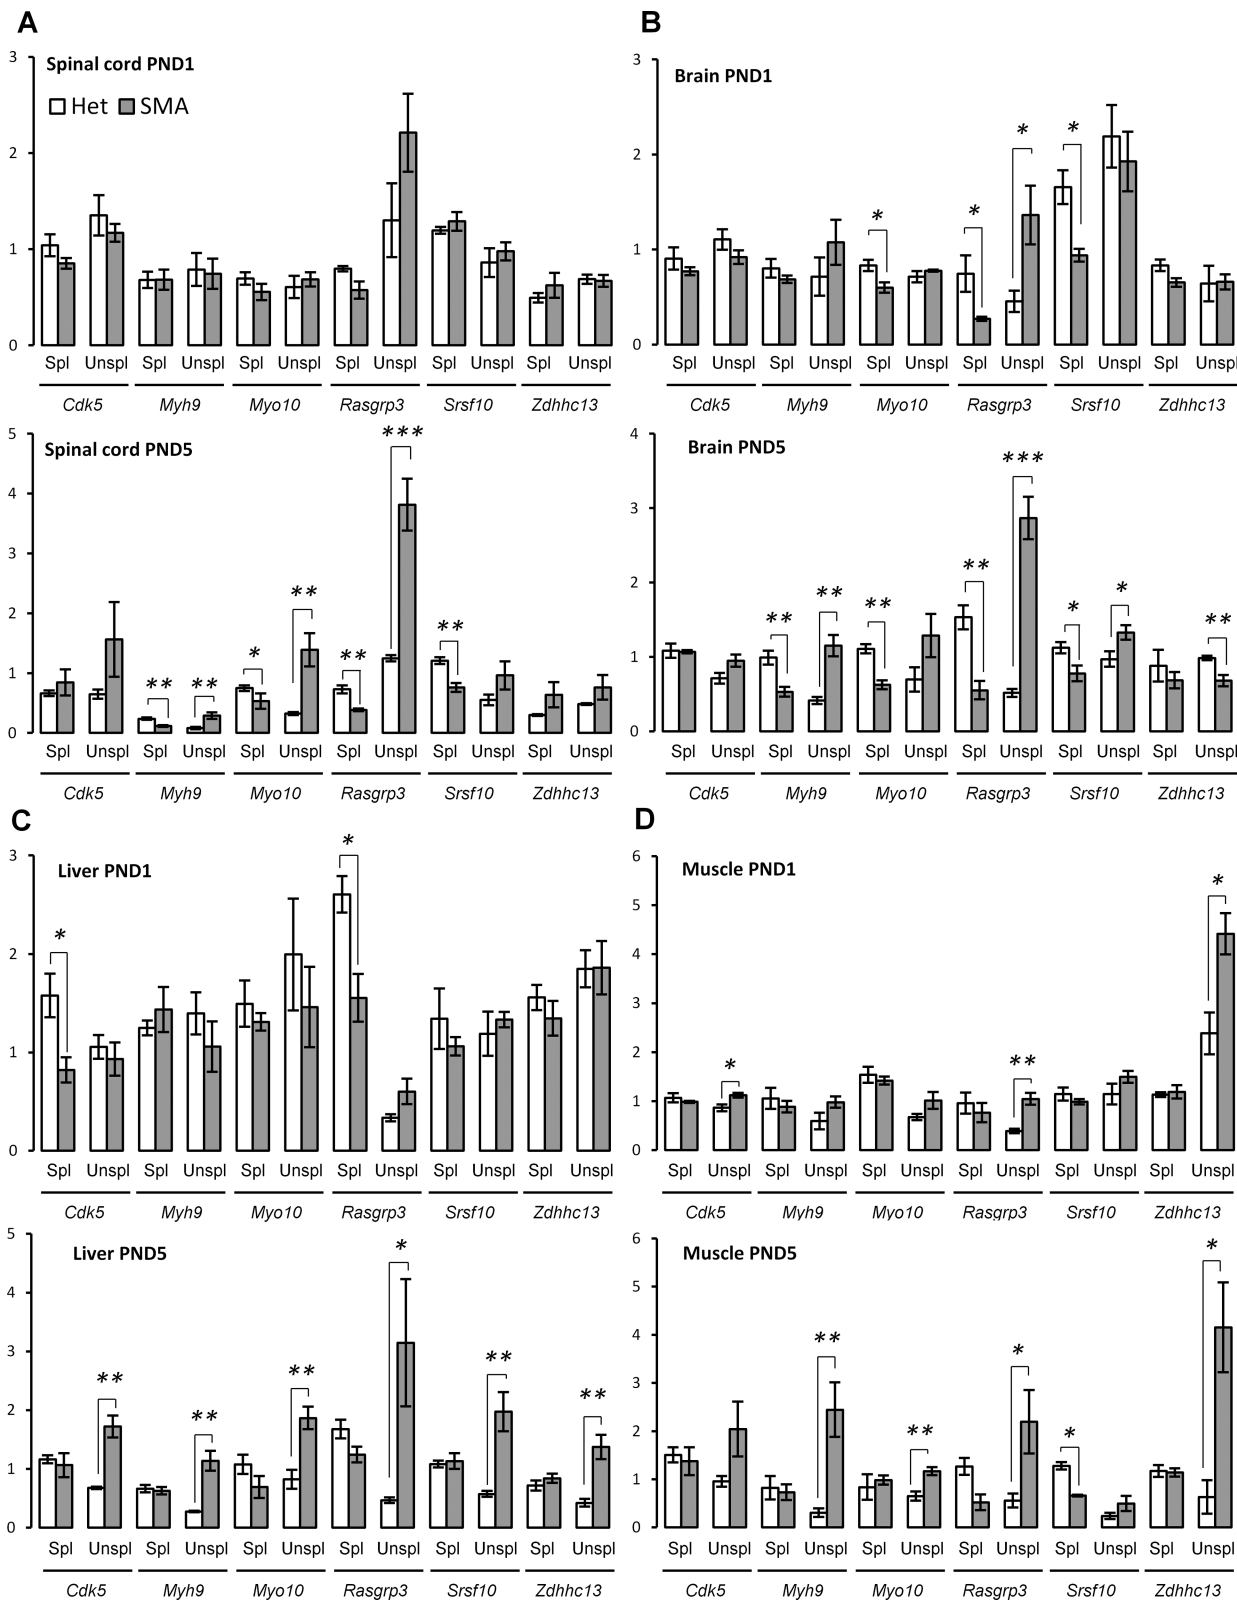 A
3
Spinal cord PND1
Het SMA
2
1
0
Spl Unspl Spl Unspl Spl Unspl Spl Unspl Spl Unspl Spl Unspl
Cdk5 Myh9 Myo10 Rasgrp3 Srsf10 Zdhhc13
5
Spinal cord PND5
***
4
3
**
2
** ** * ** **
1
0
Spl Unspl Spl Unspl Spl Unspl Spl Unspl Spl Unspl Spl Unspl
Cdk5 Myh9 Myo10 Rasgrp3 Srsf10 Zdhhc13
B
3
Brain PND1
* *
2
* *
1
0
Spl Unspl Spl Unspl Spl Unspl Spl Unspl Spl Unspl Spl Unspl
Cdk5 Myh9 Myo10 Rasgrp3 Srsf10 Zdhhc13
4
Brain PND5
***
3
**
2
** ** ** * * **
1
0
Spl Unspl Spl Unspl Spl Unspl Spl Unspl Spl Unspl Spl Unspl
Cdk5 Myh9 Myo10 Rasgrp3 Srsf10 Zdhhc13
C
3
Liver PND1
*
*
2
1
0
Spl Unspl Spl Unspl Spl Unspl Spl Unspl Spl Unspl Spl Unspl
Cdk5 Myh9 Myo10 Rasgrp3 Srsf10 Zdhhc13
5
Liver PND5
*
4
3
** ** ** ** **
2
1
0
Spl Unspl Spl Unspl Spl Unspl Spl Unspl Spl Unspl Spl Unspl
Cdk5 Myh9 Myo10 Rasgrp3 Srsf10 Zdhhc13
D
6
Muscle PND1
*
5
4
3
2
* **
1
0
Spl Unspl Spl Unspl Spl Unspl Spl Unspl Spl Unspl Spl Unspl
Cdk5 Myh9 Myo10 Rasgrp3 Srsf10 Zdhhc13
6
Muscle PND5
*
5
4
** *
3
2
** *
1
0
Spl Unspl Spl Unspl Spl Unspl Spl Unspl Spl Unspl Spl Unspl
Cdk5 Myh9 Myo10 Rasgrp3 Srsf10 Zdhhc13